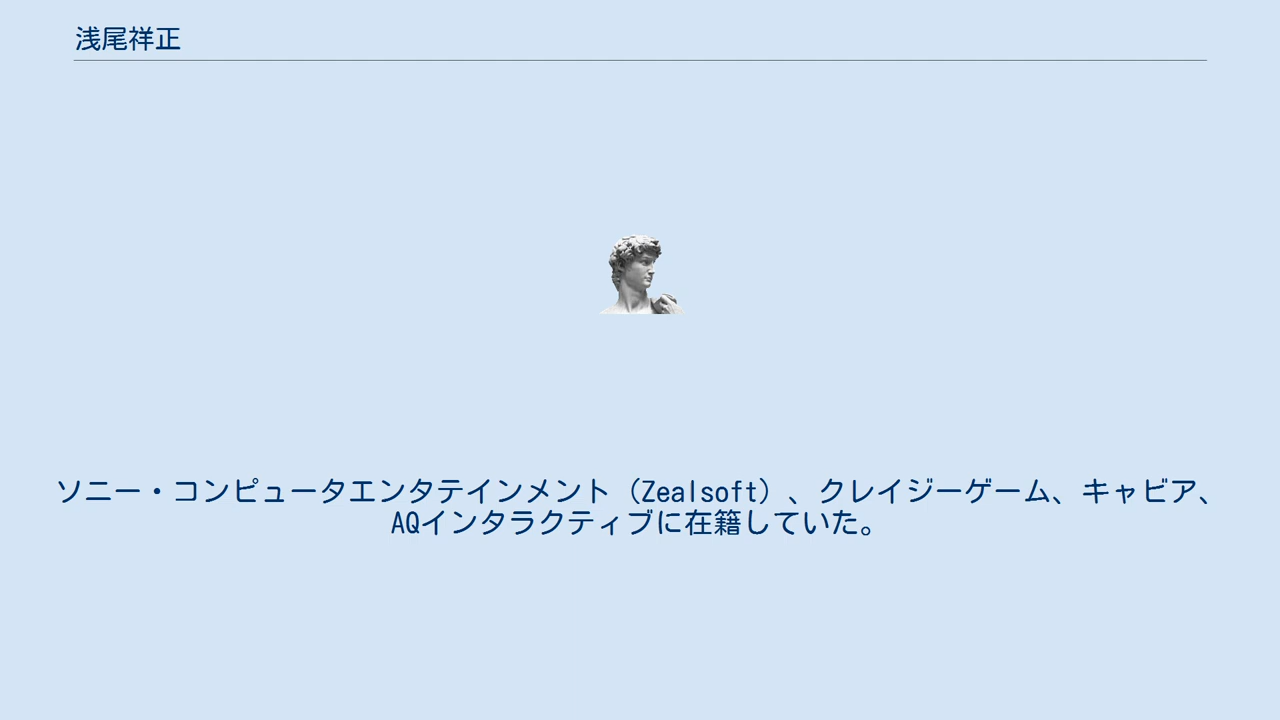 浅尾祥正
ソニー・コンピュータエンタテインメント（Zealsoft）、クレイジーゲーム、キャビア、
AQインタラクティブに在籍していた。